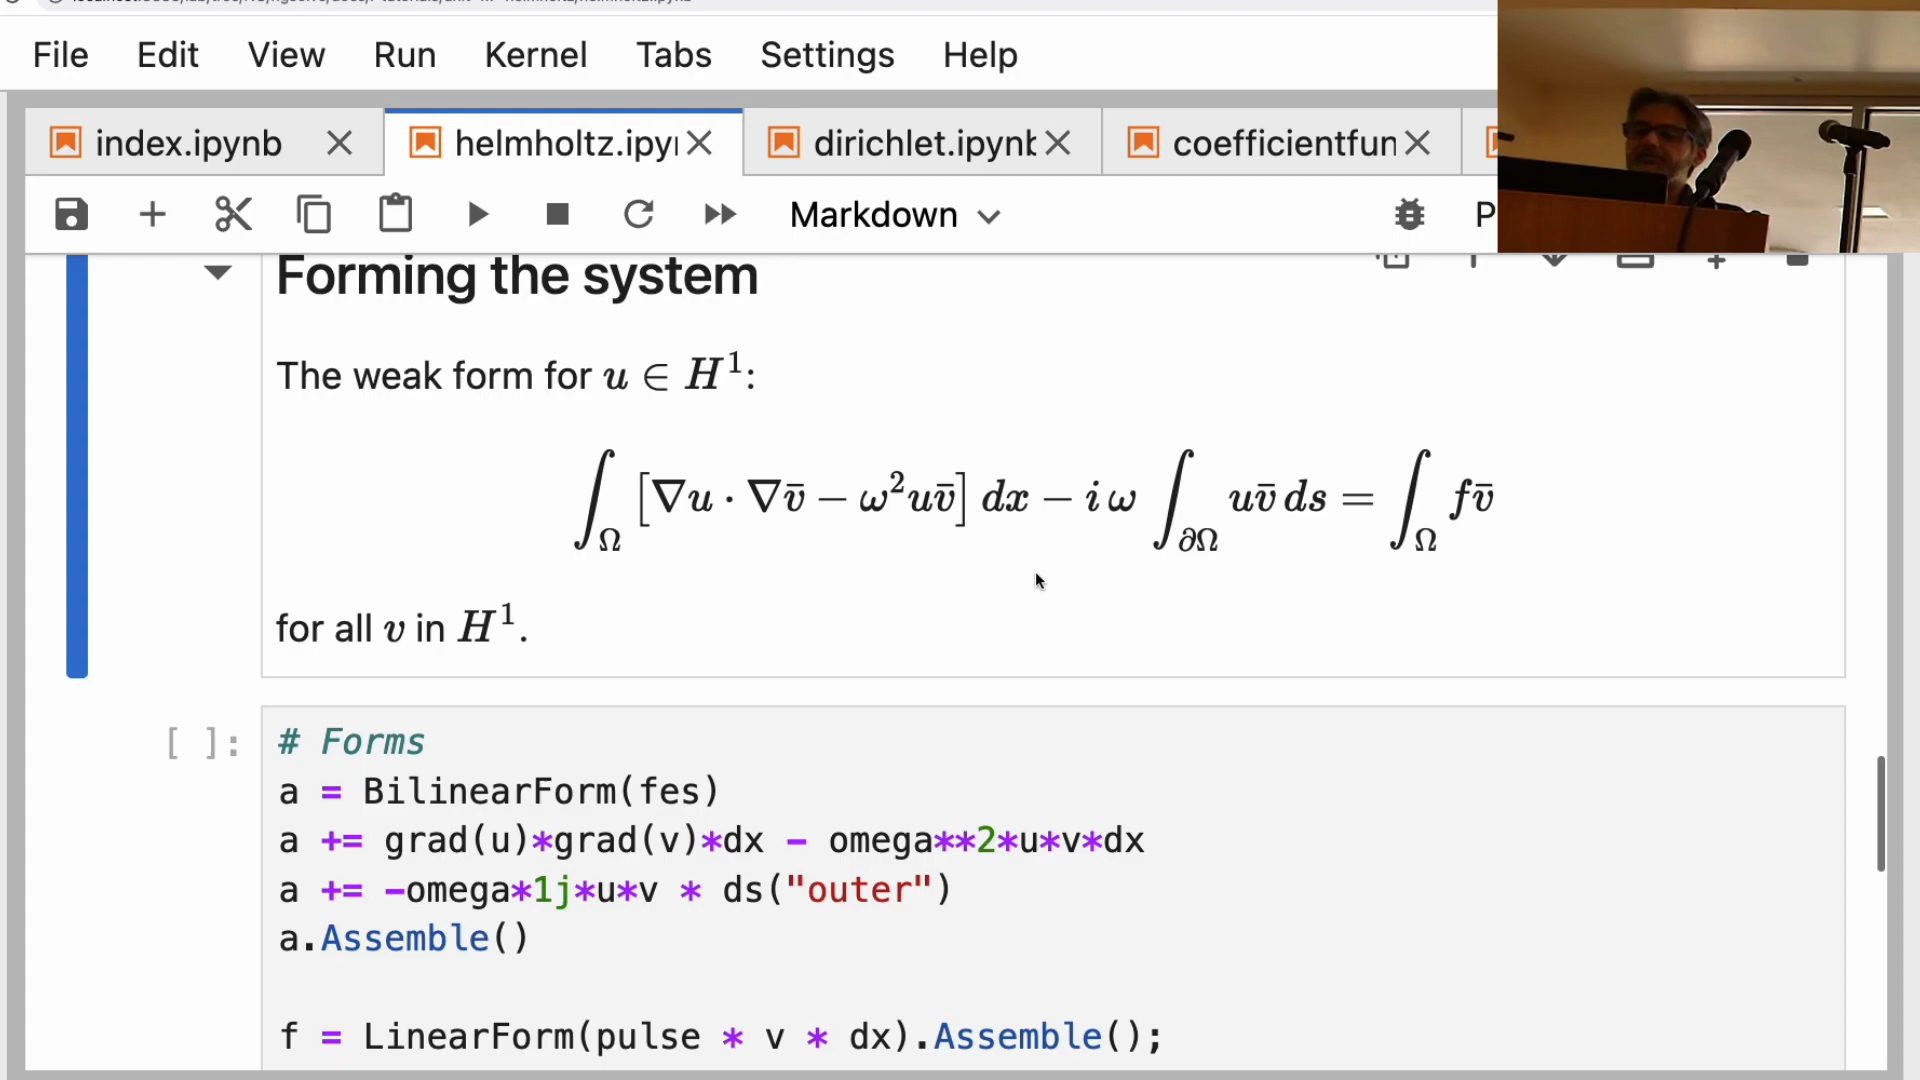 File Edit View Run Kernel Tabs Settings Help
index.ipynb helmholtz.ipyn dirichlet.ipynb coefficientfun
Markdown P
Forming the system
The weak form for u ∈ H¹:
∫_Ω [∇u · ∇v̄ − ω²uv̄] dx − i ω ∫_∂Ω uv̄ ds = ∫_Ω fv̄
for all v in H¹.
[ ]: # Forms
a = BilinearForm(fes)
a += grad(u)*grad(v)*dx - omega**2*u*v*dx
a += -omega*1j*u*v * ds("outer")
a.Assemble()
f = LinearForm(pulse * v * dx).Assemble();